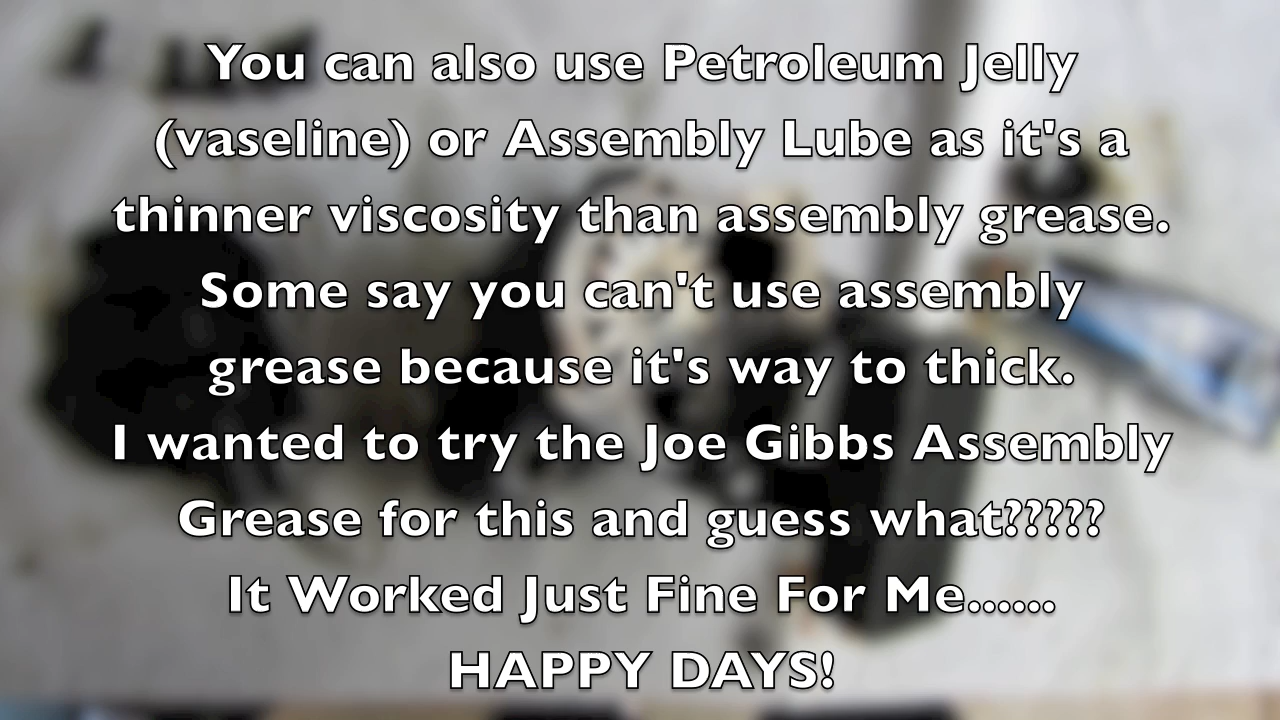 You can also use Petroleum Jelly
(vaseline) or Assembly Lube as it's a
thinner viscosity than assembly grease.
Some say you can't use assembly
grease because it's way to thick.
I wanted to try the Joe Gibbs Assembly
Grease for this and guess what?????
It Worked Just Fine For Me......
HAPPY DAYS!